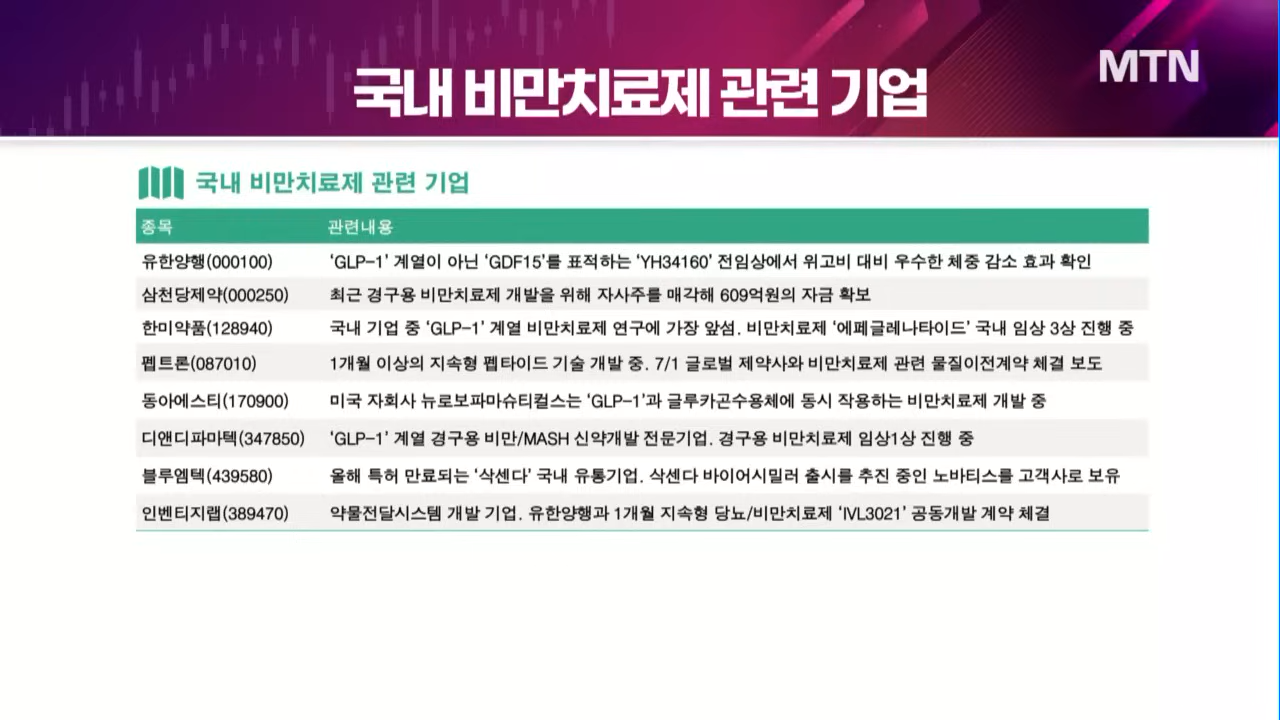 국내 비만치료제 관련 기업
MTN
국내 비만치료제 관련 기업
종목 관련내용
유한양행(000100) ‘GLP-1’ 계열이 아닌 ‘GDF15’를 표적하는 ‘YH34160’ 전임상에서 위고비 대비 우수한 체중 감소 효과 확인
삼천당제약(000250) 최근 경구용 비만치료제 개발을 위해 자사주를 매각해 609억원의 자금 확보
한미약품(128940) 국내 기업 중 ‘GLP-1’ 계열 비만치료제 연구에 가장 앞섬. 비만치료제 ‘에페글레나타이드’ 국내 임상 3상 진행 중
펩트론(087010) 1개월 이상의 지속형 펩타이드 기술 개발 중. 7/1 글로벌 제약사와 비만치료제 관련 물질이전계약 체결 보도
동아에스티(170900) 미국 자회사 뉴로보파마슈티컬스는 ‘GLP-1’과 글루카곤수용체에 동시 작용하는 비만치료제 개발 중
디앤디파마텍(347850) ‘GLP-1’ 계열 경구용 비만/MASH 신약개발 전문기업. 경구용 비만치료제 임상1상 진행 중
블루엠텍(439580) 올해 특허 만료되는 ‘삭센다’ 국내 유통기업. 삭센다 바이어시밀러 출시를 추진 중인 노바티스를 고객사로 보유
인벤티지랩(389470) 약물전달시스템 개발 기업. 유한양행과 1개월 지속형 당뇨/비만치료제 ‘IVL3021’ 공동개발 계약 체결